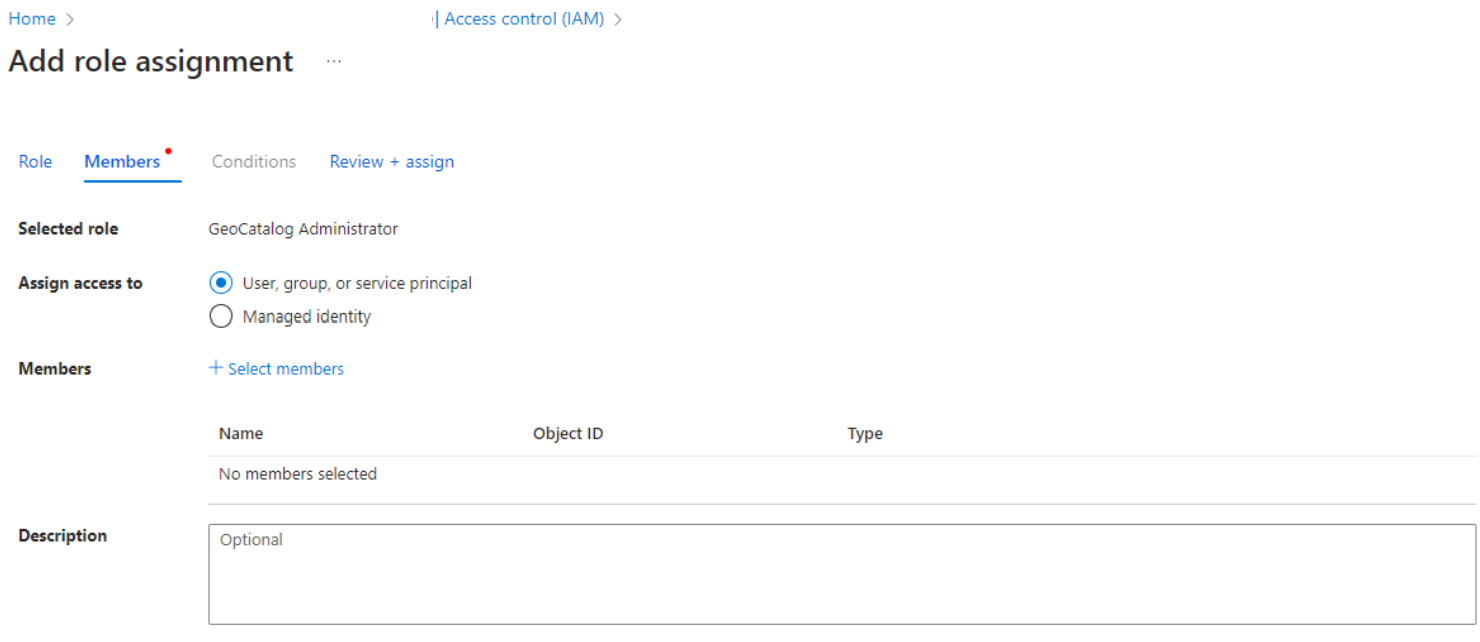 Home > | Access control (IAM) >
Add role assignment ...
Role Members Conditions Review + assign
Selected role GeoCatalog Administrator
Assign access to User, group, or service principal
Managed identity
Members + Select members
Name Object ID Type
No members selected
Description Optional